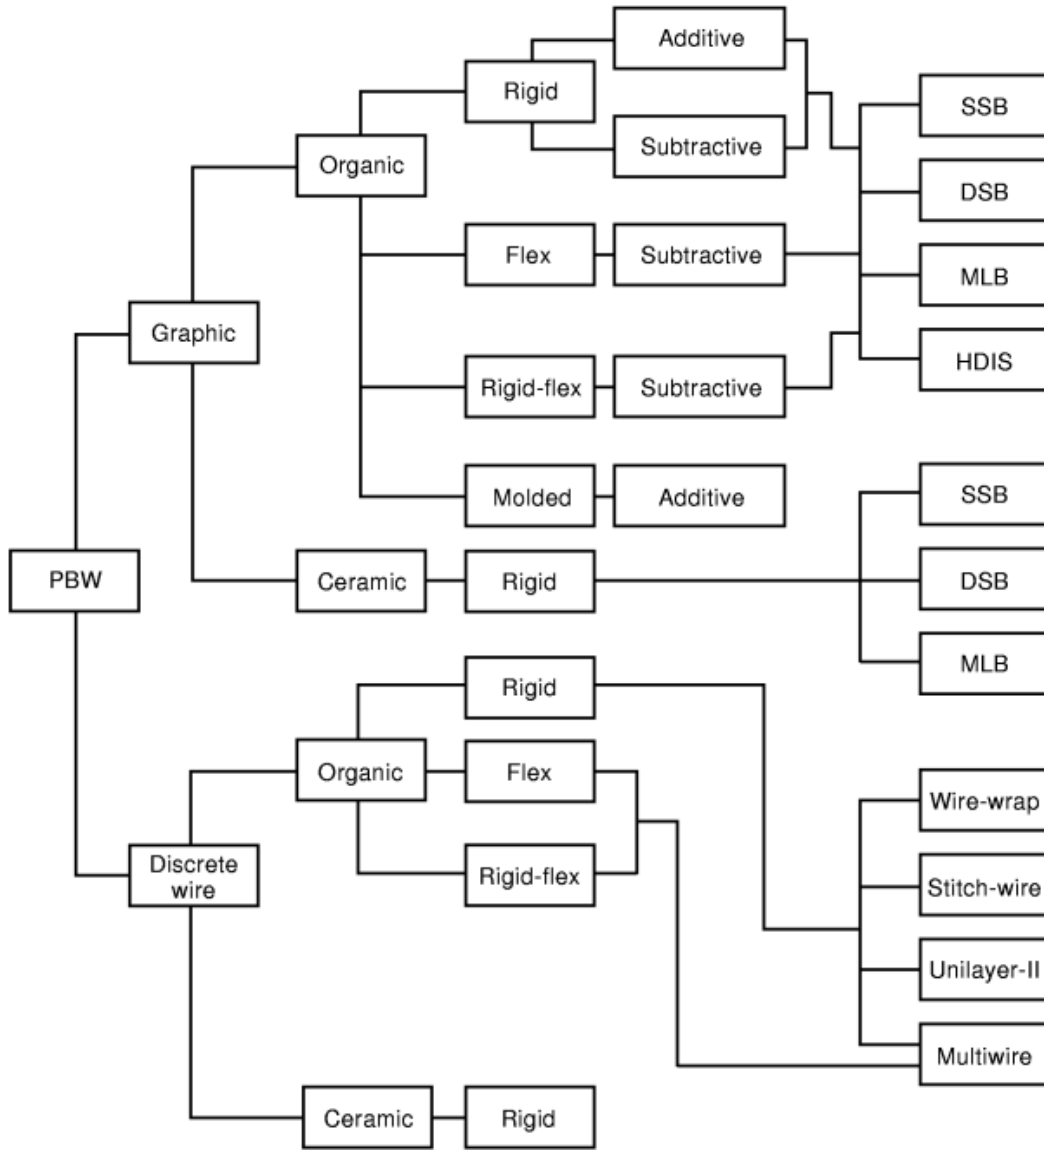 Additive
Rigid
SSB
Organic
Subtractive
DSB
Flex
Subtractive
MLB
Graphic
HDIS
Rigid-flex
Subtractive
Molded
Additive
SSB
PBW
Ceramic
Rigid
DSB
MLB
Rigid
Organic
Flex
Wire-wrap
Discrete
wire
Rigid-flex
Stitch-wire
Unilayer-II
Multiwire
Ceramic
Rigid